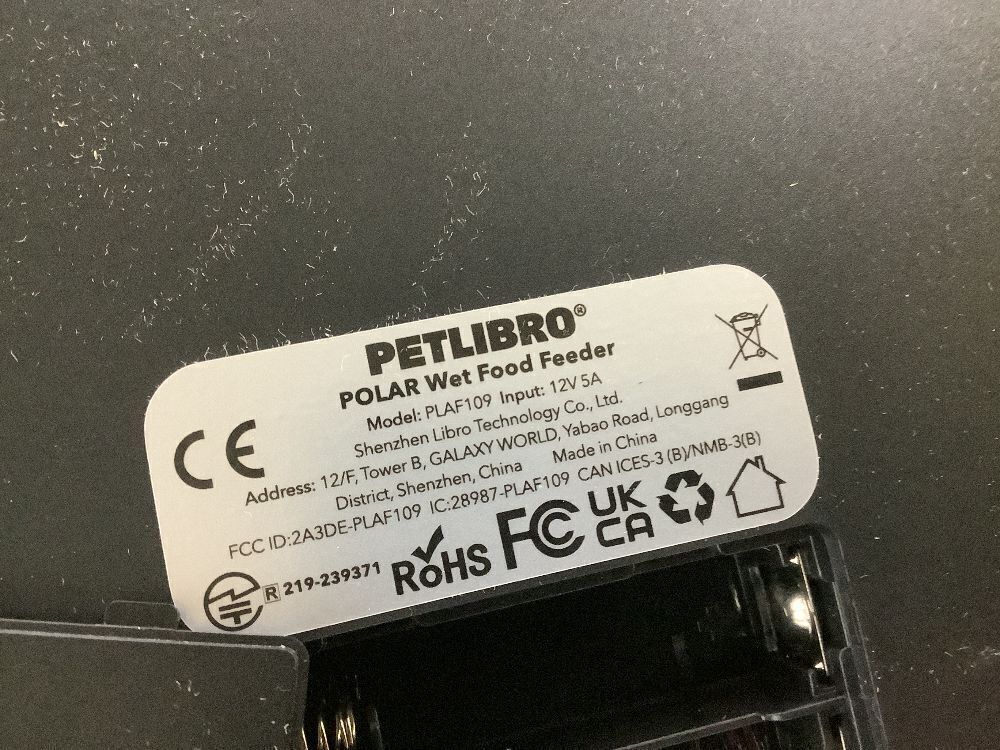 PETLIBRO®
POLAR Wet Food Feeder
Model: PLAF109 Input: 12V 5A
Shenzhen Libro Technology Co., Ltd.
Address: 12/F, Tower B, GALAXY WORLD, Yabao Road, Longgang
District, Shenzhen, China Made in China
FCC ID:2A3DE-PLAF109 IC:28987-PLAF109 CAN ICES-3 (B)/NMB-3(B)
CE
R 219-239371
RoHS
FC
UK
CA